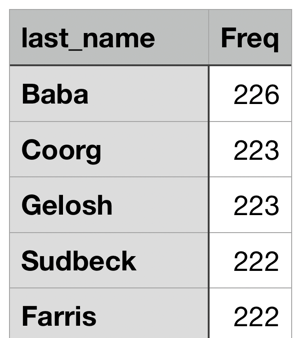 last_name Freq
Baba 226
Coorg 223
Gelosh 223
Sudbeck 222
Farris 222